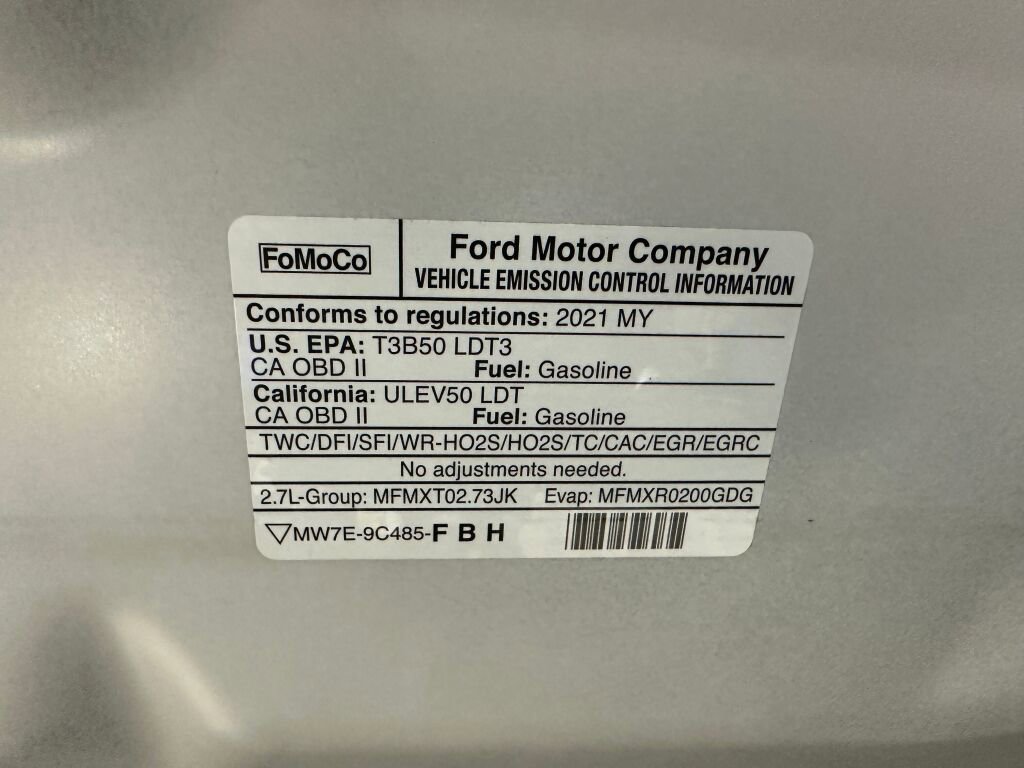 FoMoCo
Ford Motor Company
VEHICLE EMISSION CONTROL INFORMATION
Conforms to regulations: 2021 MY
U.S. EPA: T3B50 LDT3
CA OBD II Fuel: Gasoline
California: ULEV50 LDT
CA OBD II Fuel: Gasoline
TWC/DFI/SFI/WR-HO2S/HO2S/TC/CAC/EGR/EGRC
No adjustments needed.
2.7L-Group: MFMXT02.73JK Evap: MFMXR0200GDG
MW7E-9C485-F B H